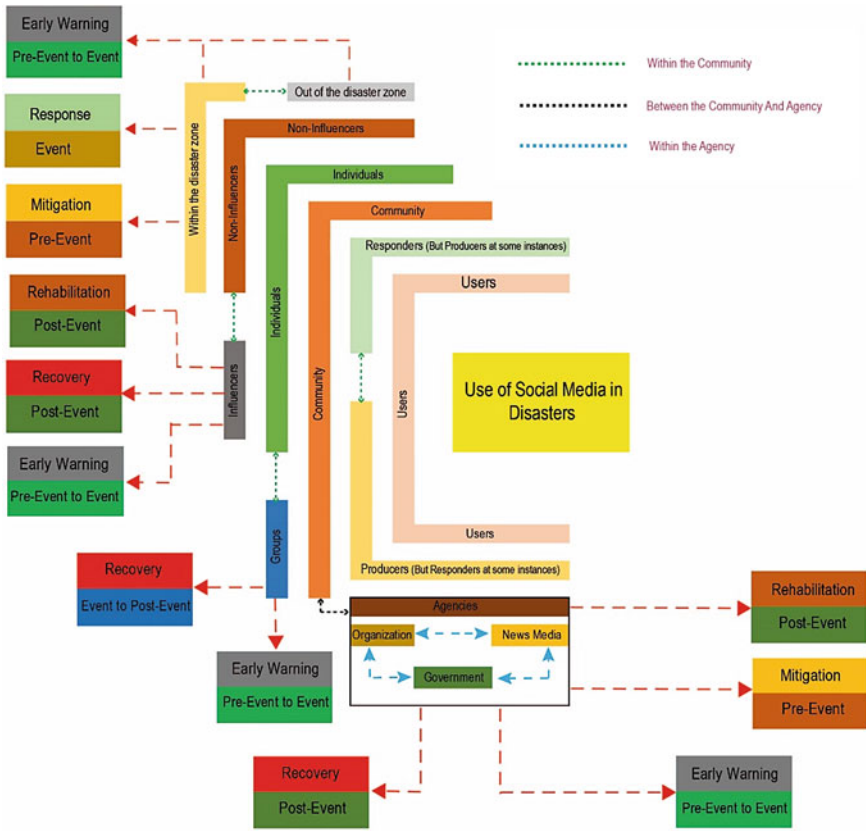 Early Warning
Pre-Event to Event
Out of the disaster zone
Within the Community
Between the Community And Agency
Within the Agency
Response
Event
Within the disaster zone
Non-Influencers
Non-Influencers
Individuals
Individuals
Mitigation
Pre-Event
Community
Community
Responders (But Producers at some instances)
Users
Users
Users
Rehabilitation
Post-Event
Influencers
Recovery
Post-Event
Use of Social Media in
Disasters
Early Warning
Pre-Event to Event
Groups
Recovery
Event to Post-Event
Producers (But Responders at some instances)
Agencies
Organization
News Media
Government
Rehabilitation
Post-Event
Early Warning
Pre-Event to Event
Mitigation
Pre-Event
Recovery
Post-Event
Early Warning
Pre-Event to Event